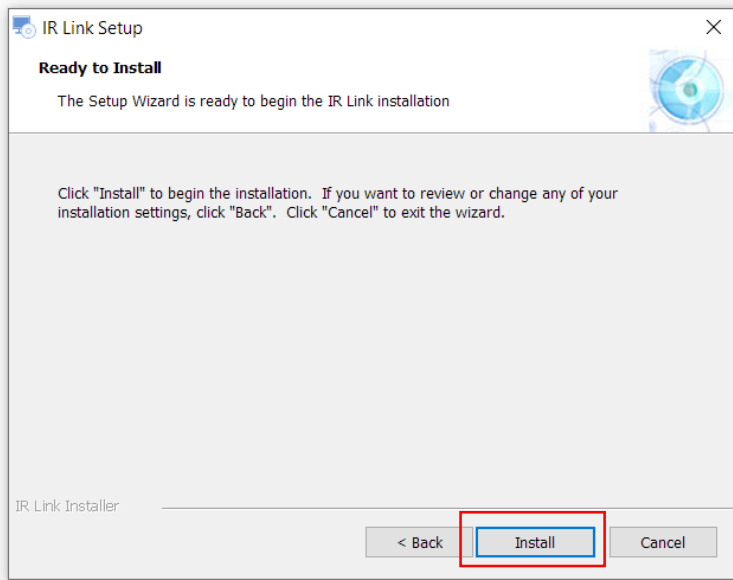 IR Link Setup
Ready to Install
The Setup Wizard is ready to begin the IR Link installation
Click "Install" to begin the installation.  If you want to review or change any of your
installation settings, click "Back".  Click "Cancel" to exit the wizard.
IR Link Installer
< Back
Install
Cancel